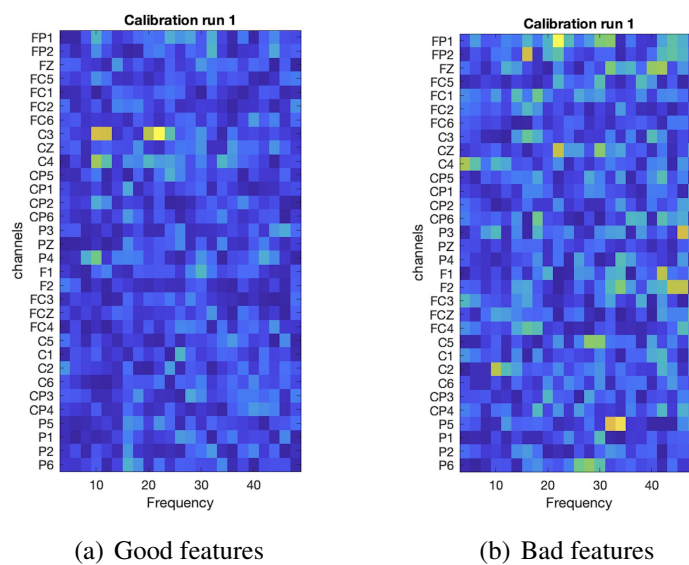 Calibration run 1
FP1
FP2
FZ
FC5
FC1
FC2
FC6
C3
CZ
C4
CP5
CP1
CP2
CP6
P3
PZ
P4
F1
F2
FC3
FCZ
FC4
C5
C1
C2
C6
CP3
CP4
P5
P1
P2
P6
channels
10 20 30 40
Frequency
(a) Good features
Calibration run 1
FP1
FP2
FZ
FC5
FC1
FC2
FC6
C3
CZ
C4
CP5
CP1
CP2
CP6
P3
PZ
P4
F1
F2
FC3
FCZ
FC4
C5
C1
C2
C6
CP3
CP4
P5
P1
P2
P6
channels
10 20 30 40
Frequency
(b) Bad features